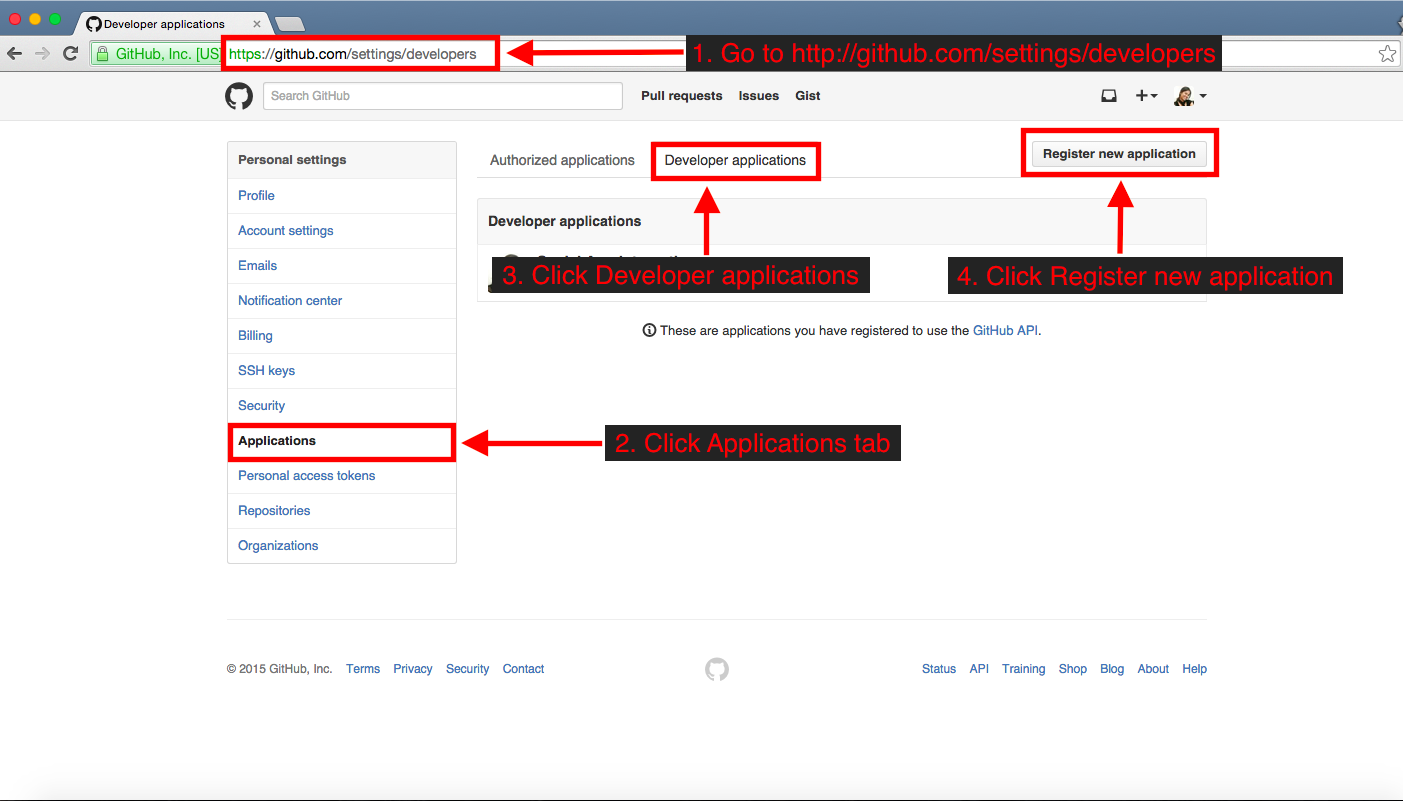 Developer applications
GitHub, Inc. [US] https://github.com/settings/developers
1. Go to http://github.com/settings/developers
Search GitHub
Pull requests Issues Gist
Personal settings
Profile
Account settings
Emails
Notification center
Billing
SSH keys
Security
Applications
Personal access tokens
Repositories
Organizations
Authorized applications Developer applications
Register new application
Developer applications
3. Click Developer applications
4. Click Register new application
These are applications you have registered to use the GitHub API.
2. Click Applications tab
© 2015 GitHub, Inc. Terms Privacy Security Contact
Status API Training Shop Blog About Help